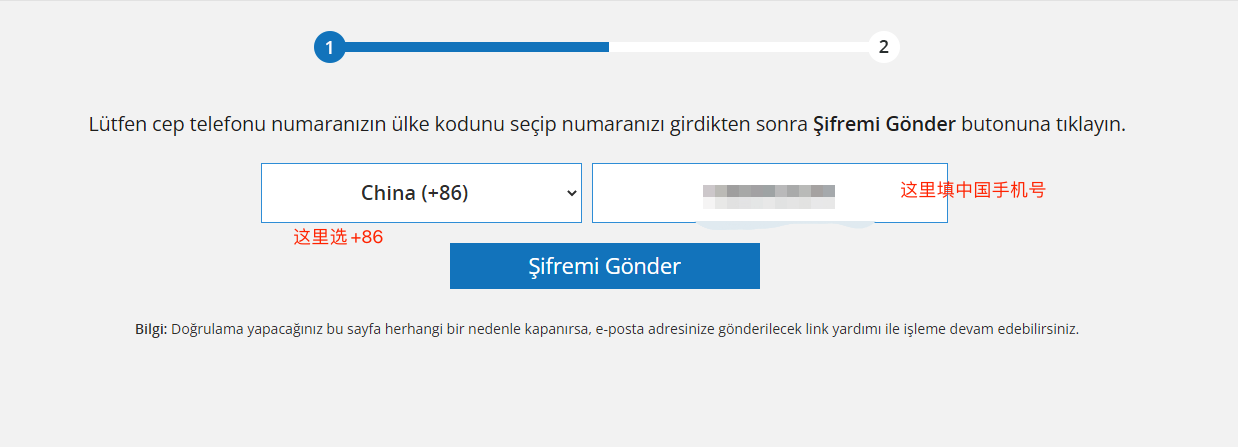 1 2
Lütfen cep telefonu numaranızın ülke kodunu seçip numaranızı girdikten sonra Şifremi Gönder butonuna tıklayın.
China (+86)
这里填中国手机号
这里选 +86
Şifremi Gönder
Bilgi: Doğrulama yapacağınız bu sayfa herhangi bir nedenle kapanırsa, e-posta adresinize gönderilecek link yardımı ile işleme devam edebilirsiniz.